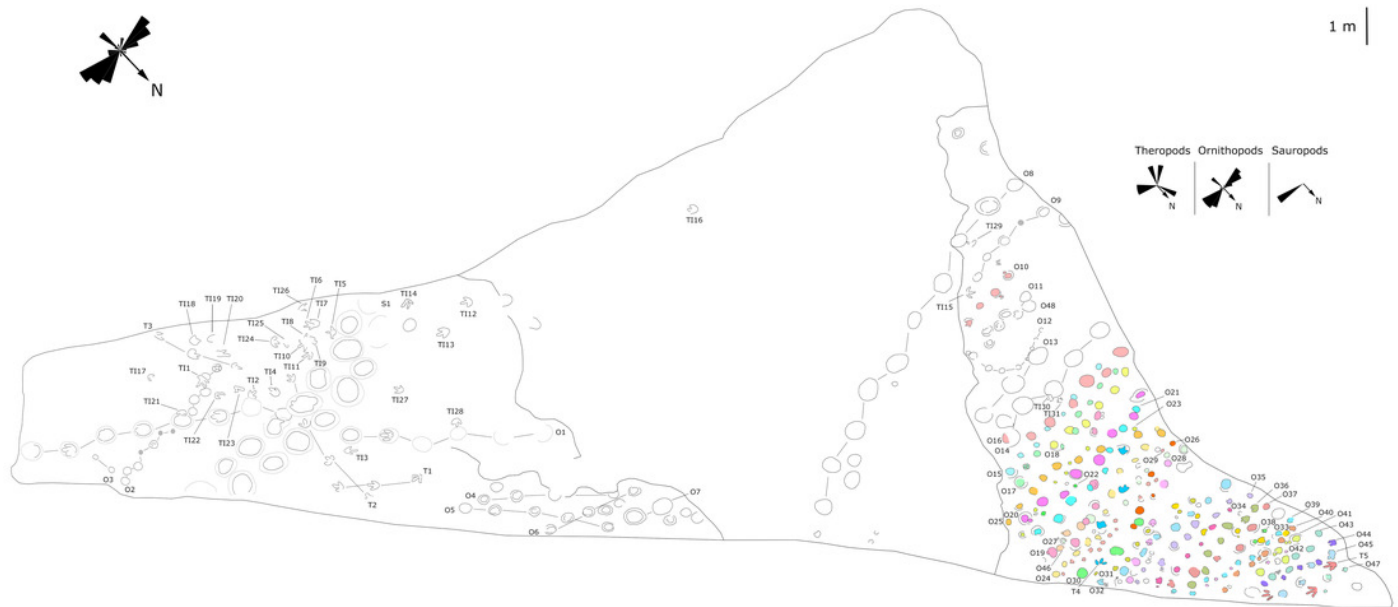 1 m
N
Theropods Ornithopods Sauropods
N N N
O8
O9
TI16
TI29
O10
TI15
O11
O48
O12
O13
TI26
TI6
TI7
TI5
S1
TI14
TI12
TI18
TI19
TI20
T3
TI25
TI8
TI24
TI10
TI9
TI11
TI13
TI17
TI1
TI2
TI4
TI27
TI21
TI22
TI23
TI28
O1
TI3
T1
T2
O3
O2
O4
O5
O6
O7
TI30
TI31
O21
O23
O16
O14
O18
O26
O29
O28
O15
O22
O17
O20
O25
O35
O36
O37
O34
O39
O40
O41
O38
O33
O43
O27
O19
O42
O44
O45
T5
O47
O46
O24
O30
O31
T4
O32